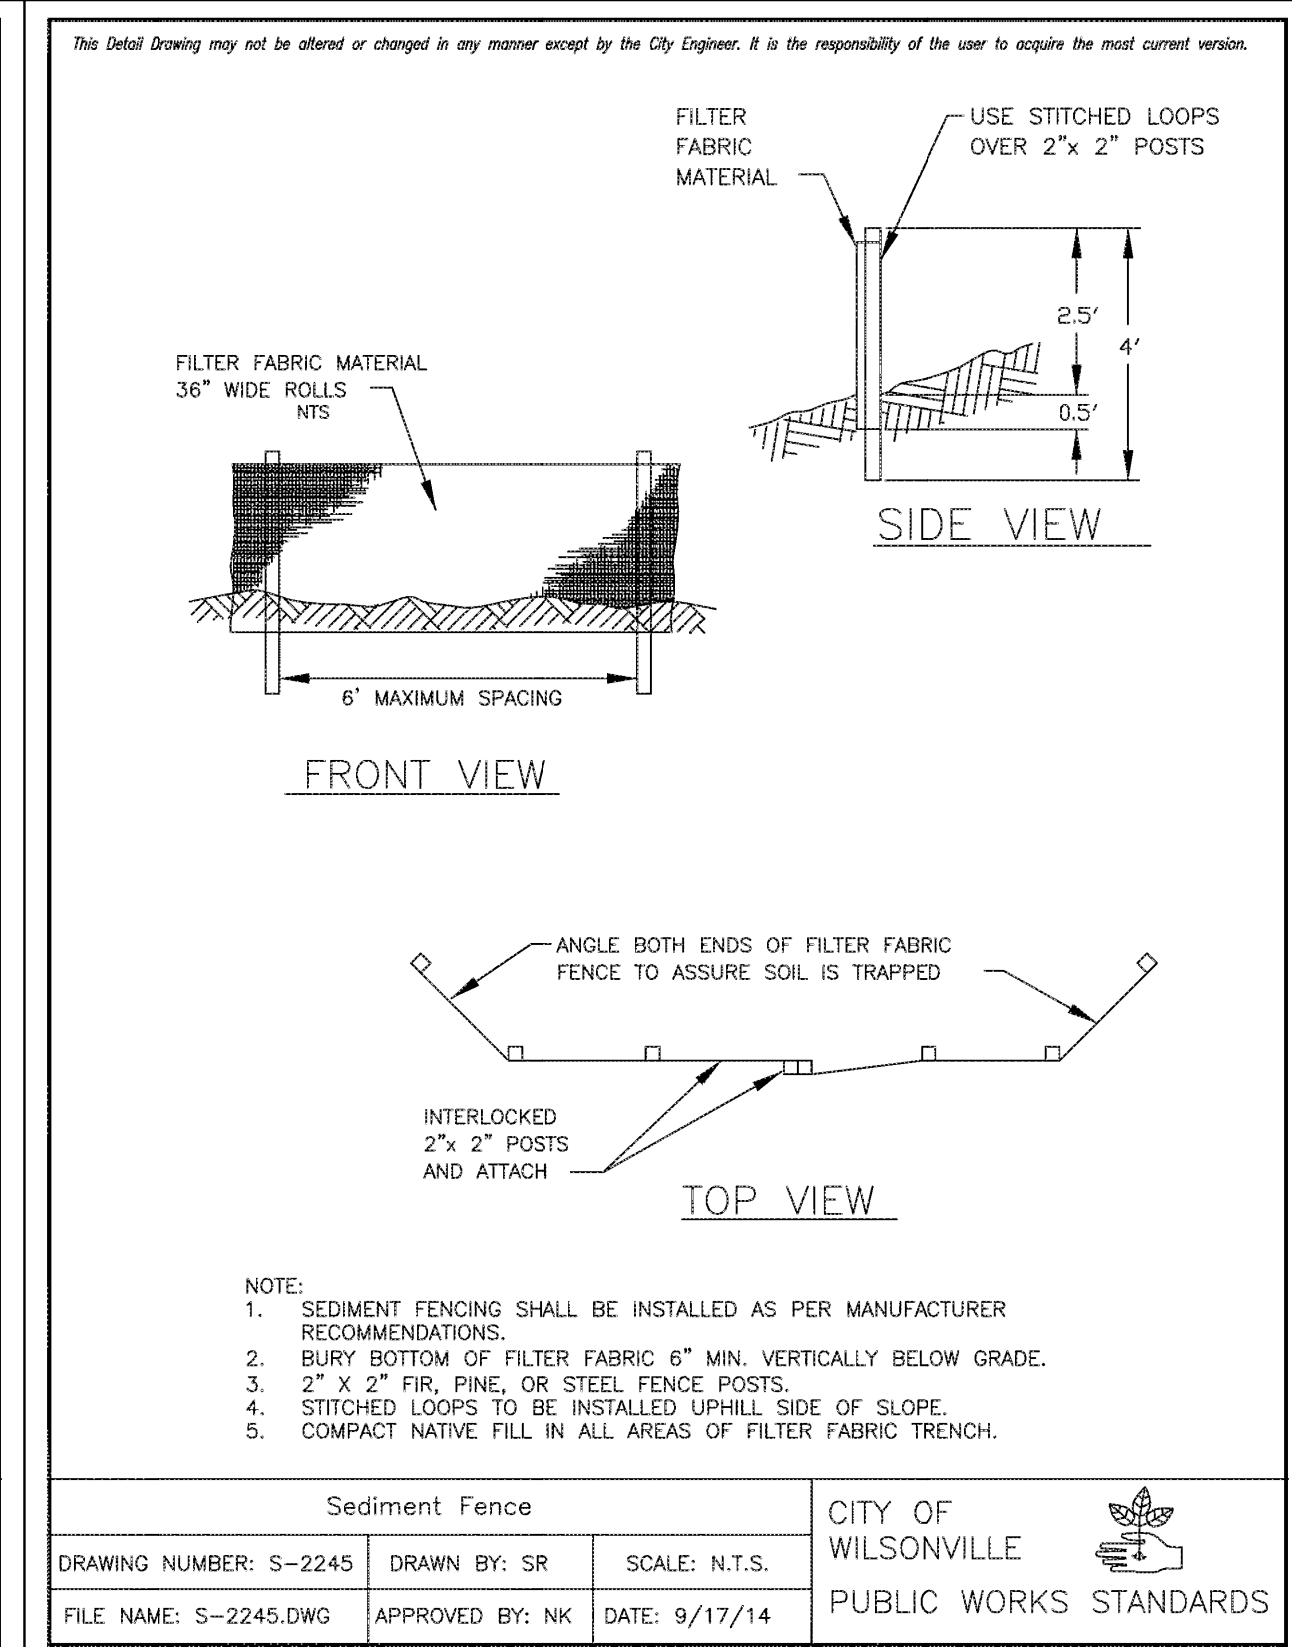 This Detail Drawing may not be altered or changed in any manner except by the City Engineer. It is the responsibility of the user to acquire the most current version.
FILTER
FABRIC
MATERIAL
USE STITCHED LOOPS
OVER 2"x 2" POSTS
2.5'
4'
0.5'
SIDE VIEW
FILTER FABRIC MATERIAL
36" WIDE ROLLS
NTS
6' MAXIMUM SPACING
FRONT VIEW
ANGLE BOTH ENDS OF FILTER FABRIC
FENCE TO ASSURE SOIL IS TRAPPED
INTERLOCKED
2"x 2" POSTS
AND ATTACH
TOP VIEW
NOTE:
1. SEDIMENT FENCING SHALL BE INSTALLED AS PER MANUFACTURER
RECOMMENDATIONS.
2. BURY BOTTOM OF FILTER FABRIC 6" MIN. VERTICALLY BELOW GRADE.
3. 2" X 2" FIR, PINE, OR STEEL FENCE POSTS.
4. STITCHED LOOPS TO BE INSTALLED UPHILL SIDE OF SLOPE.
5. COMPACT NATIVE FILL IN ALL AREAS OF FILTER FABRIC TRENCH.
Sediment Fence
DRAWING NUMBER: S-2245
DRAWN BY: SR
SCALE: N.T.S.
FILE NAME: S-2245.DWG
APPROVED BY: NK
DATE: 9/17/14
CITY OF
WILSONVILLE
PUBLIC WORKS STANDARDS